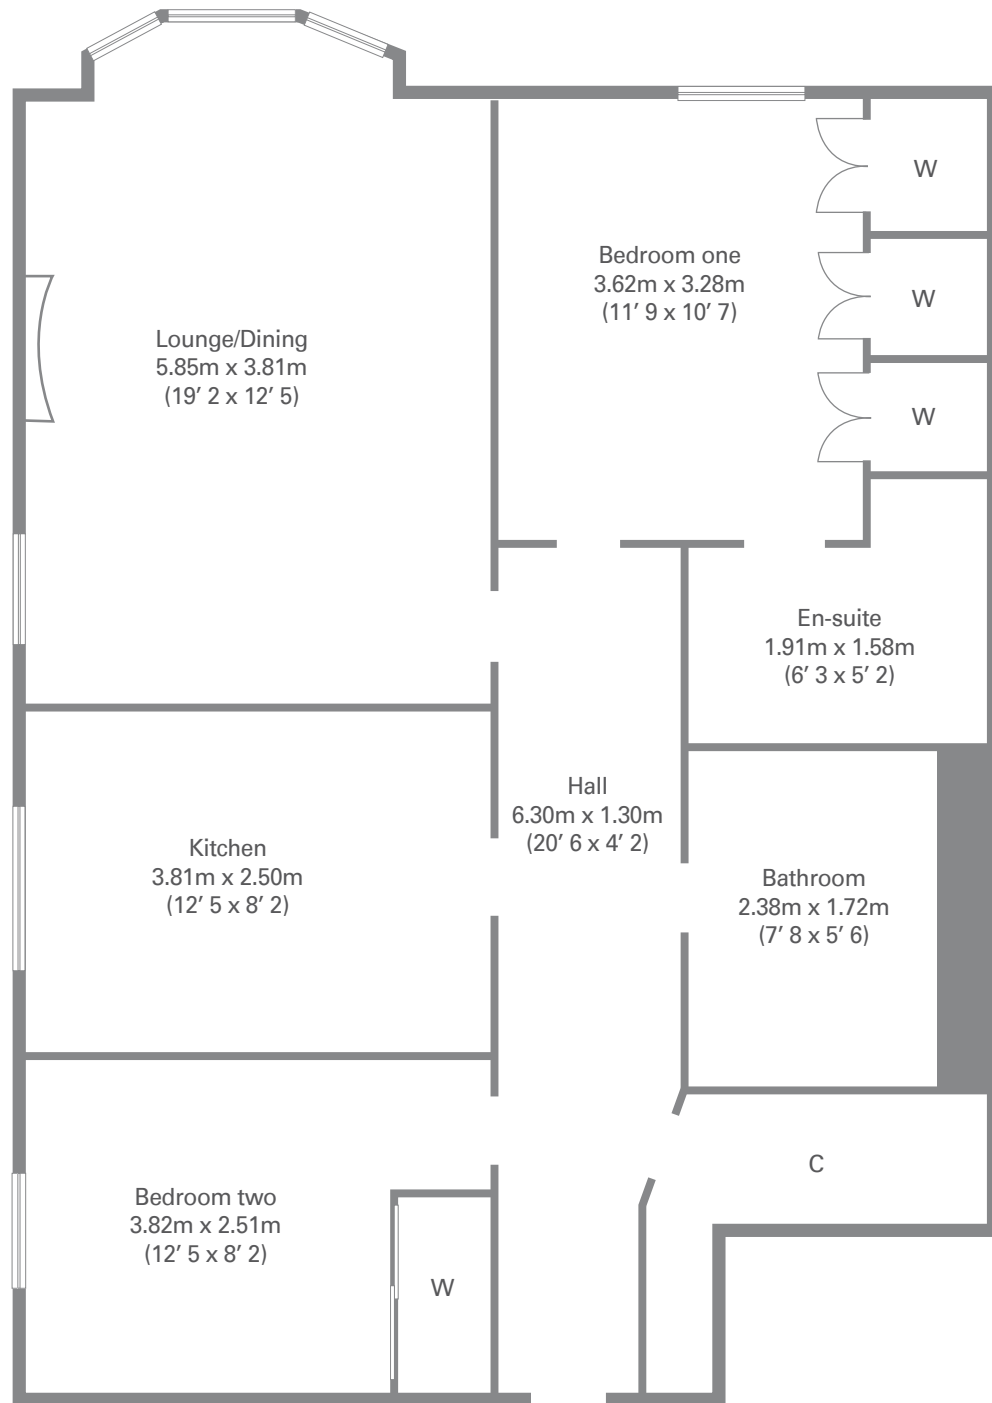 W
Bedroom one
3.62m x 3.28m
(11’ 9 x 10’ 7)
W
Lounge/Dining
5.85m x 3.81m
(19’ 2 x 12’ 5)
W
En-suite
1.91m x 1.58m
(6’ 3 x 5’ 2)
Hall
6.30m x 1.30m
(20’ 6 x 4’ 2)
Kitchen
3.81m x 2.50m
(12’ 5 x 8’ 2)
Bathroom
2.38m x 1.72m
(7’ 8 x 5’ 6)
C
Bedroom two
3.82m x 2.51m
(12’ 5 x 8’ 2)
W